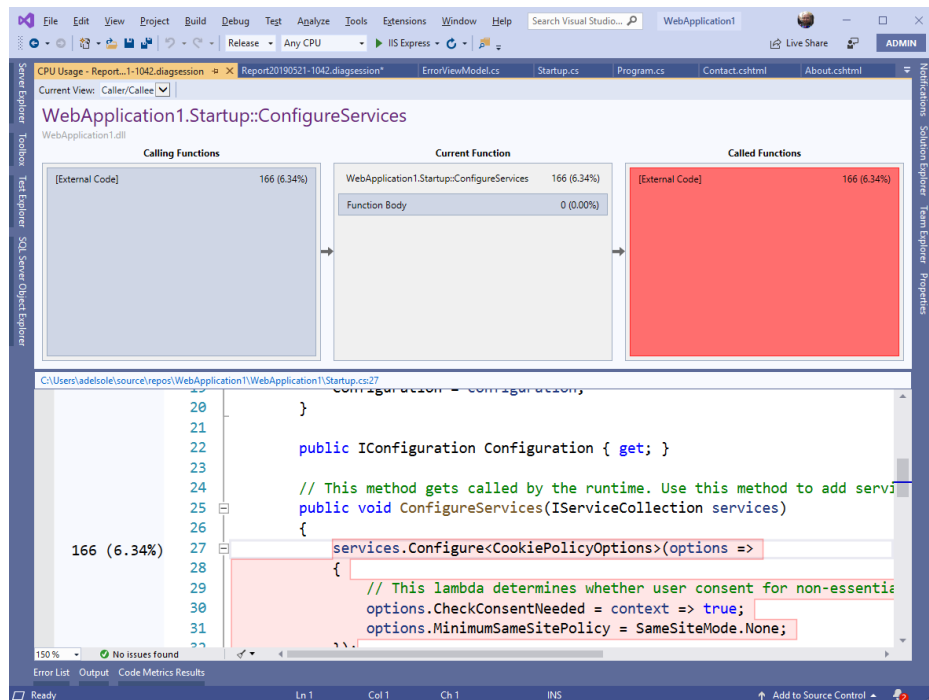 File Edit View Project Build Debug Test Analyze Tools Extensions Window Help Search Visual Studio... WebApplication1
Release Any CPU IIS Express Live Share ADMIN
CPU Usage - Report...1-1042.diagsession Report20190521-1042.diagsession* ErrorViewModel.cs Startup.cs Program.cs Contact.cshtml About.cshtml
Current View: Caller/Callee
WebApplication1.Startup::ConfigureServices
WebApplication1.dll
Calling Functions Current Function Called Functions
[External Code] 166 (6.34%) WebApplication1.Startup::ConfigureServices 166 (6.34%) [External Code] 166 (6.34%)
Function Body 0 (0.00%)
Server Explorer
Toolbox
Test Explorer
SQL Server Object Explorer
Notifications
Solution Explorer
Team Explorer
Properties
C:\Users\adelsole\source\repos\WebApplication1\WebApplication1\Startup.cs:27
19 Configuration = configuration;
20 }
21
22 public IConfiguration Configuration { get; }
23
24 // This method gets called by the runtime. Use this method to add servi
25 public void ConfigureServices(IServiceCollection services)
26 {
166 (6.34%) 27 services.Configure<CookiePolicyOptions>(options =>
28 {
29 // This lambda determines whether user consent for non-essentia
30 options.CheckConsentNeeded = context => true;
31 options.MinimumSameSitePolicy = SameSiteMode.None;
32 });
150 % No issues found
Error List Output Code Metrics Results
Ready Ln 1 Col 1 Ch 1 INS Add to Source Control 2